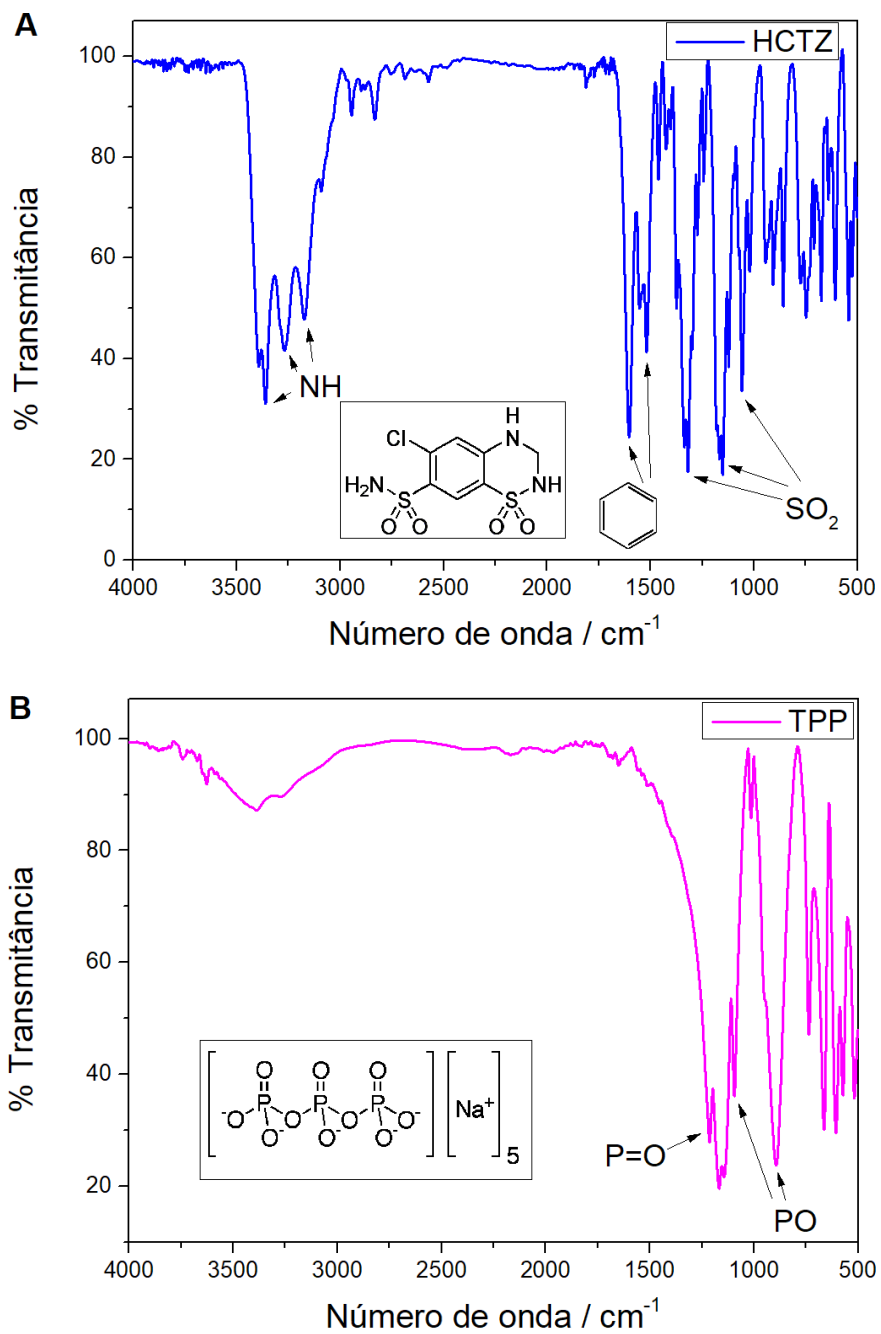 A
HCTZ
% Transmitância
100
80
60
40
20
0
NH
SO2
H
Cl
N
H2N
S
S
NH
O
O
O
O
4000
3500
3000
2500
2000
1500
1000
500
Número de onda / cm-1
B
TPP
% Transmitância
100
80
60
40
20
O
O
O
-O
P
O
P
O
P
O-
O-
O-
O-
Na+
5
P=O
PO
4000
3500
3000
2500
2000
1500
1000
500
Número de onda / cm-1